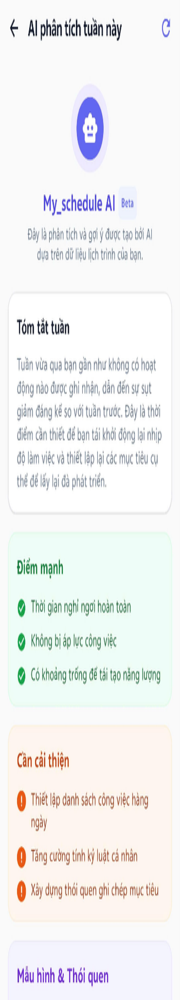 AI phân tích tuần này
My_schedule AI Beta
Đây là phân tích và gợi ý được tạo bởi AI
dựa trên dữ liệu lịch trình của bạn.
Tóm tắt tuần
Tuần vừa qua bạn gần như không có hoạt
động nào được ghi nhận, dẫn đến sự sụt
giảm đáng kể so với tuần trước. Đây là thời
điểm cần thiết để bạn tái khởi động lại nhịp
độ làm việc và thiết lập lại các mục tiêu cụ
thể để lấy lại đà phát triển.
Điểm mạnh
Thời gian nghỉ ngơi hoàn toàn
Không bị áp lực công việc
Có khoảng trống để tái tạo năng lượng
Cần cải thiện
Thiết lập danh sách công việc hàng
ngày
Tăng cường tính kỷ luật cá nhân
Xây dựng thói quen ghi chép mục tiêu
Mẫu hình & Thói quen